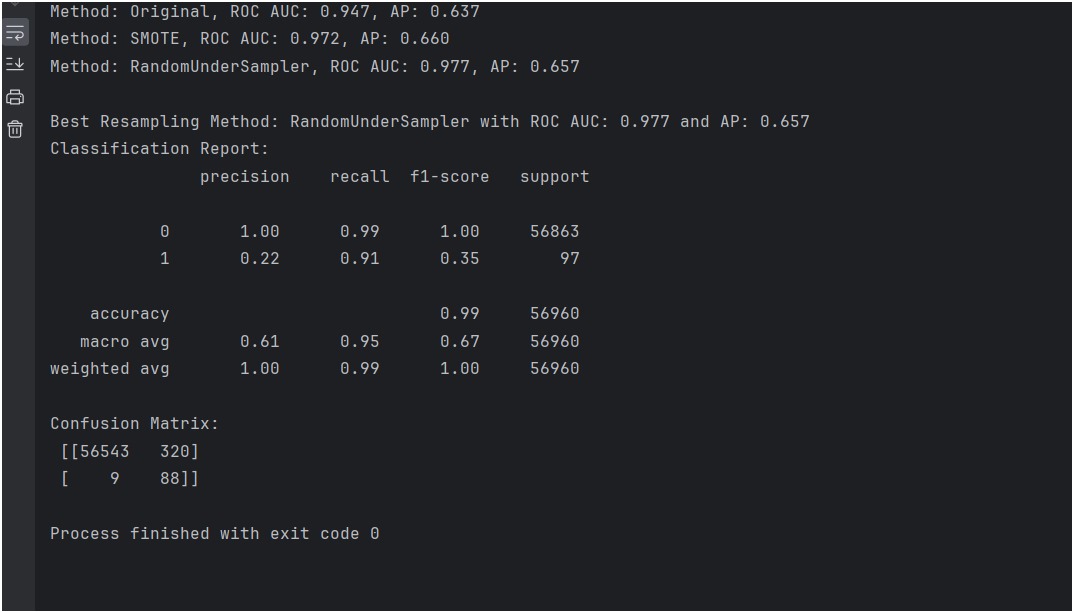 Method: Original, ROC AUC: 0.947, AP: 0.637
Method: SMOTE, ROC AUC: 0.972, AP: 0.660
Method: RandomUnderSampler, ROC AUC: 0.977, AP: 0.657
Best Resampling Method: RandomUnderSampler with ROC AUC: 0.977 and AP: 0.657
Classification Report:
precision recall f1-score support
0 1.00 0.99 1.00 56863
1 0.22 0.91 0.35 97
accuracy 0.99 56960
macro avg 0.61 0.95 0.67 56960
weighted avg 1.00 0.99 1.00 56960
Confusion Matrix:
[[56543 320]
[ 9 88]]
Process finished with exit code 0